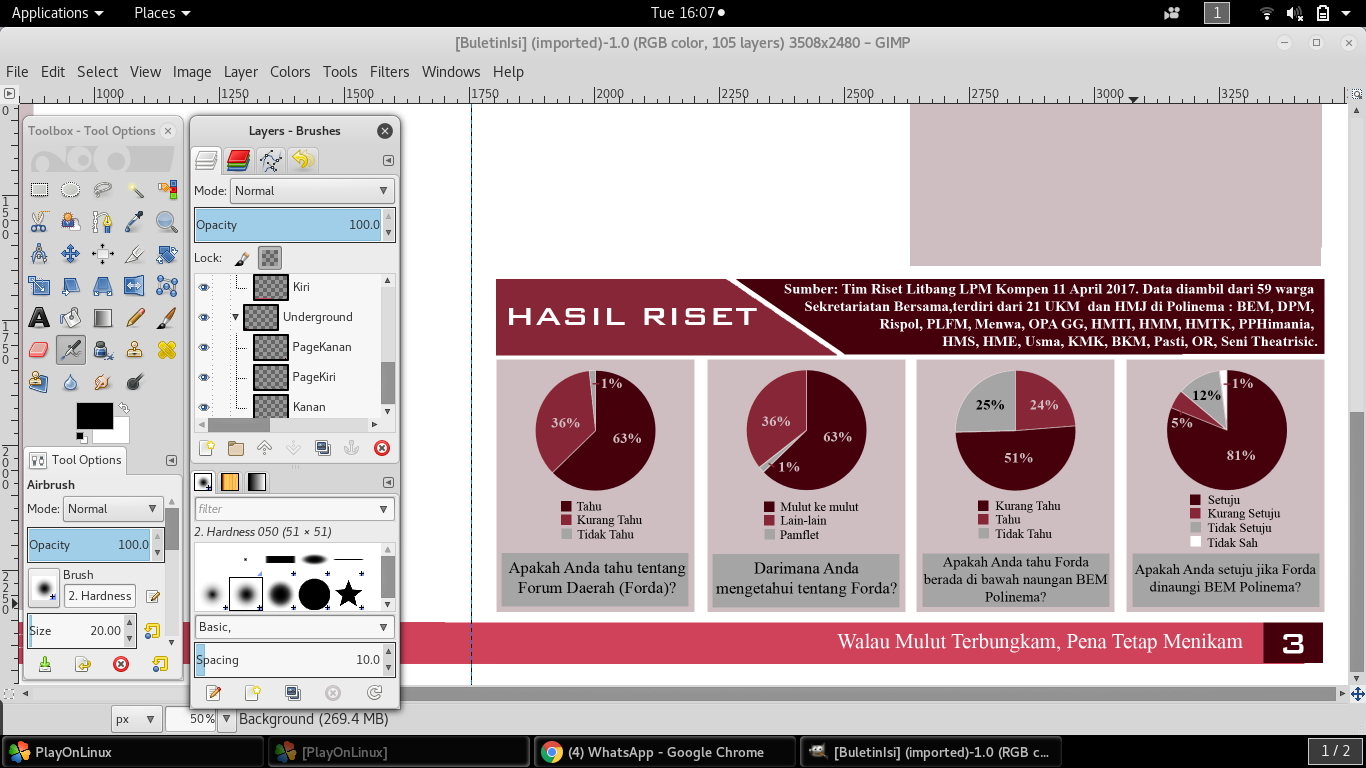 Applications
Places
Tue 16:07
1
[BuletinIsi] (imported)-1.0 (RGB color, 105 layers) 3508x2480 – GIMP
File Edit Select View Image Layer Colors Tools Filters Windows Help
1000 1250 1500 1750 2000 2250 2500 2750 3000 3250
0
1500
1750
2000
2250
Toolbox - Tool Options
Layers - Brushes
Mode: Normal
Opacity 100.0
Lock:
Kiri
Underground
PageKanan
PageKiri
Kanan
filter
2. Hardness 050 (51 × 51)
Basic,
Spacing 10.0
Tool Options
Airbrush
Mode: Normal
Opacity 100.0
Brush
2. Hardness
Size 20.00
HASIL RISET
Sumber: Tim Riset Litbang LPM Kompen 11 April 2017. Data diambil dari 59 warga
Sekretariatan Bersama,terdiri dari 21 UKM dan HMJ di Polinema : BEM, DPM,
Rispol, PLFM, Menwa, OPA GG, HMTI, HMM, HMTK, PPHimania,
HMS, HME, Usma, KMK, BKM, Pasti, OR, Seni Theatrisic.
1%
36%
63%
Tahu
Kurang Tahu
Tidak Tahu
Apakah Anda tahu tentang
Forum Daerah (Forda)?
36%
63%
1%
Mulut ke mulut
Lain-lain
Pamflet
Darimana Anda
mengetahui tentang Forda?
25%
24%
51%
Kurang Tahu
Tahu
Tidak Tahu
Apakah Anda tahu Forda
berada di bawah naungan BEM
Polinema?
1%
12%
5%
81%
Setuju
Kurang Setuju
Tidak Setuju
Tidak Sah
Apakah Anda setuju jika Forda
dinaungi BEM Polinema?
Walau Mulut Terbungkam, Pena Tetap Menikam
3
px
50%
Background (269.4 MB)
PlayOnLinux
[PlayOnLinux]
(4) WhatsApp - Google Chrome
[BuletinIsi] (imported)-1.0 (RGB c...
1 / 2